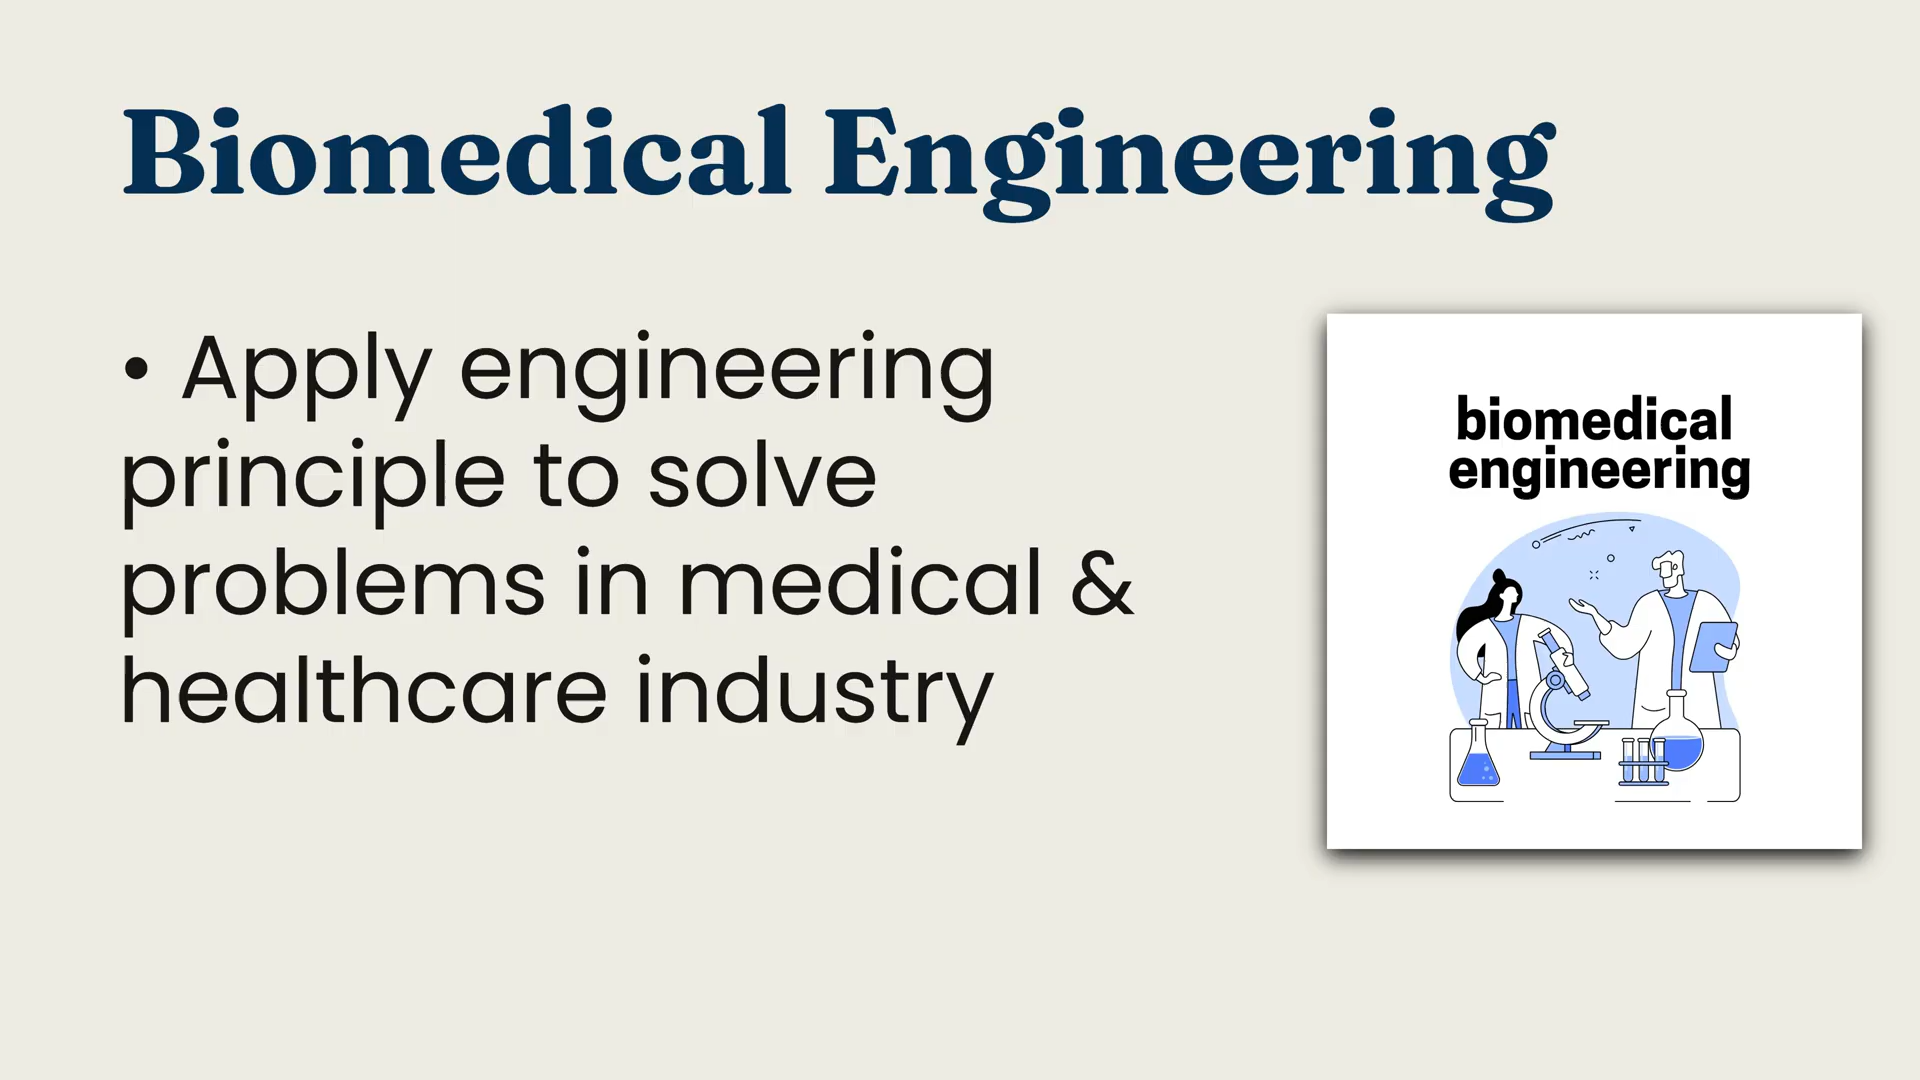 Biomedical Engineering
• Apply engineering
principle to solve
problems in medical &
healthcare industry
biomedical
engineering